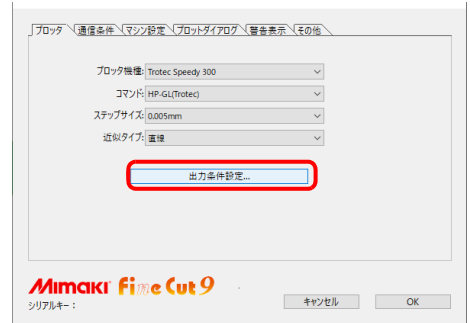 プロッタ 通信条件 マシン設定 プロットダイアログ 警告表示 その他
プロッタ機種: Trotec Speedy 300
コマンド: HP-GL(Trotec)
ステップサイズ: 0.005mm
近似タイプ: 直線
出力条件設定...
Mimaki Fine Cut 9
シリアルキー：
キャンセル OK